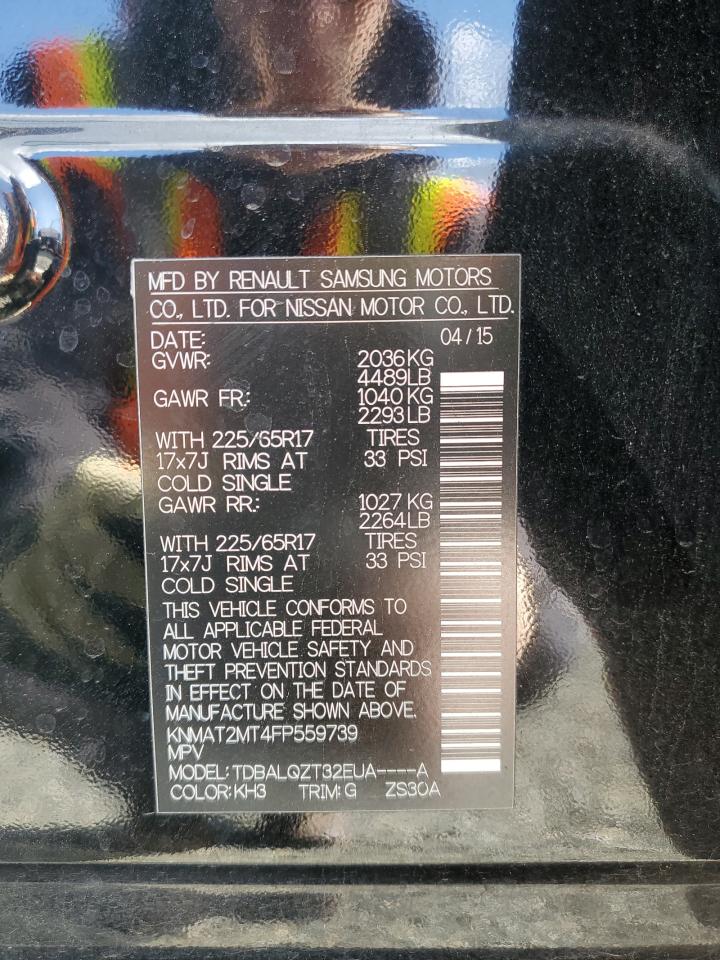 MFD BY RENAULT SAMSUNG MOTORS
CO., LTD. FOR NISSAN MOTOR CO., LTD.
DATE: 04/15
GVWR: 2036KG
4489LB
GAWR FR.: 1040KG
2293LB
WITH 225/65R17 TIRES
17x7J RIMS AT 33 PSI
COLD SINGLE
GAWR RR.: 1027KG
2264LB
WITH 225/65R17 TIRES
17x7J RIMS AT 33 PSI
COLD SINGLE
THIS VEHICLE CONFORMS TO
ALL APPLICABLE FEDERAL
MOTOR VEHICLE SAFETY AND
THEFT PREVENTION STANDARDS
IN EFFECT ON THE DATE OF
MANUFACTURE SHOWN ABOVE.
KNMAT2MT4FP559739
MPV
MODEL: TDBALQZT32EUA----A
COLOR: KH3 TRIM: G ZS30A